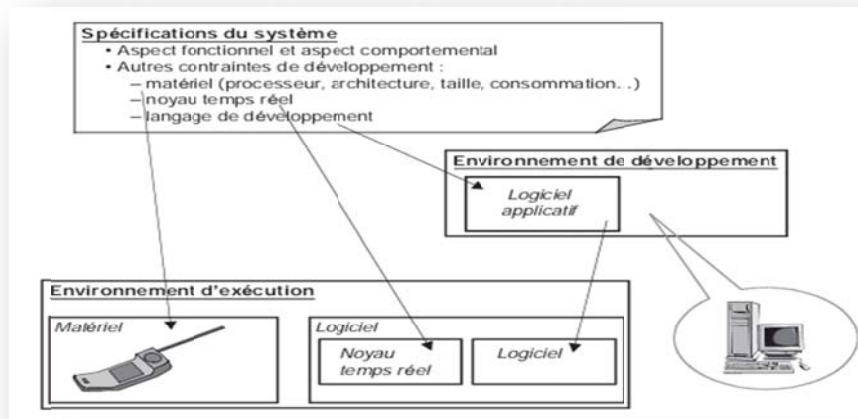 Spécifications du système
• Aspect fonctionnel et aspect comportemental
• Autres contraintes de développement :
– matériel (processeur, architecture, taille, consommation...)
– noyau temps réel
– langage de développement
Environnement de développement
Logiciel
applicatif
Environnement d'exécution
Matériel
Logiciel
Noyau
temps réel
Logiciel